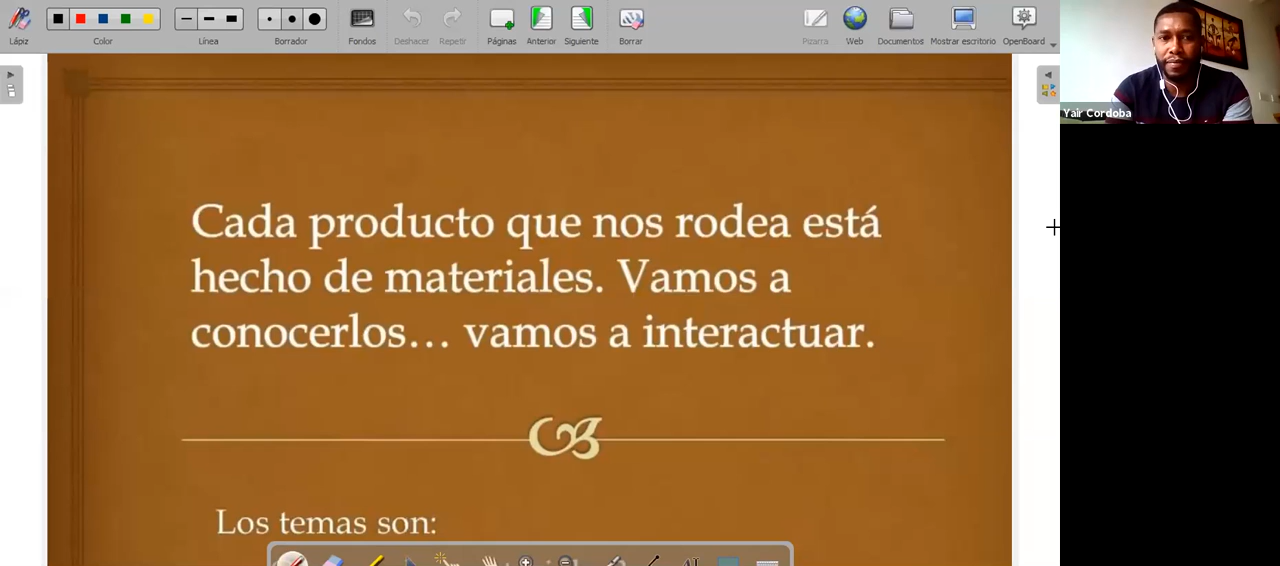 Lápiz
Color
Línea
Borrador
Fondos
Deshacer
Repetir
Páginas
Anterior
Siguiente
Borrar
Pizarra
Web
Documentos
Mostrar escritorio
OpenBoard
Yair Cordoba
Cada producto que nos rodea está
hecho de materiales. Vamos a
conocerlos… vamos a interactuar.
Los temas son: